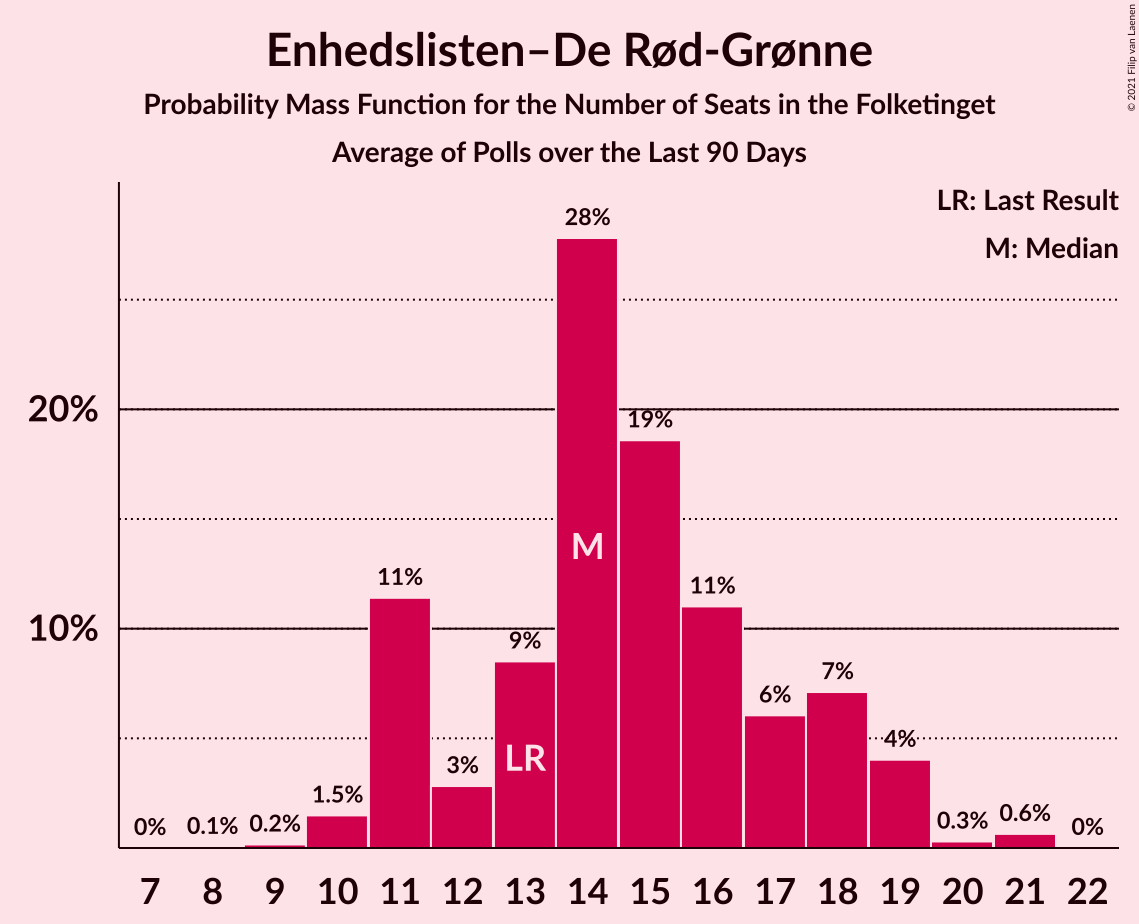 Enhedslisten–De Rød-Grønne
Probability Mass Function for the Number of Seats in the Folketinget
Average of Polls over the Last 90 Days
© 2021 Filip van Laenen
LR: Last Result
M: Median
20%
10%
0%
0.1%
0.2%
1.5%
11%
3%
9%
28%
19%
11%
6%
7%
4%
0.3%
0.6%
0%
M
LR
7 8 9 10 11 12 13 14 15 16 17 18 19 20 21 22